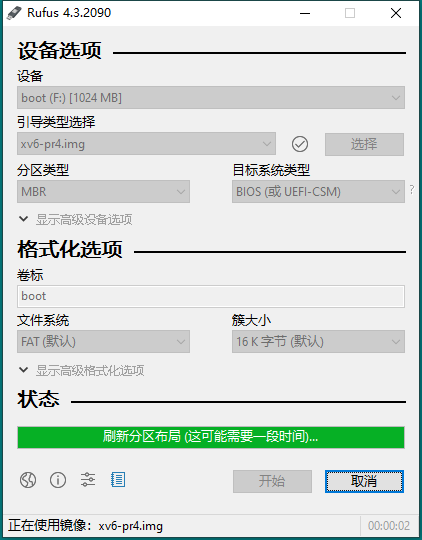 Rufus 4.3.2090
设备选项
设备
boot (F:) [1024 MB]
引导类型选择
xv6-pr4.img
选择
分区类型
目标系统类型
MBR
BIOS (或 UEFI-CSM)
?
显示高级设备选项
格式化选项
卷标
boot
文件系统
簇大小
FAT (默认)
16 K 字节 (默认)
显示高级格式化选项
状态
刷新分区布局 (这可能需要一段时间)...
开始
取消
正在使用镜像：xv6-pr4.img
00:00:02